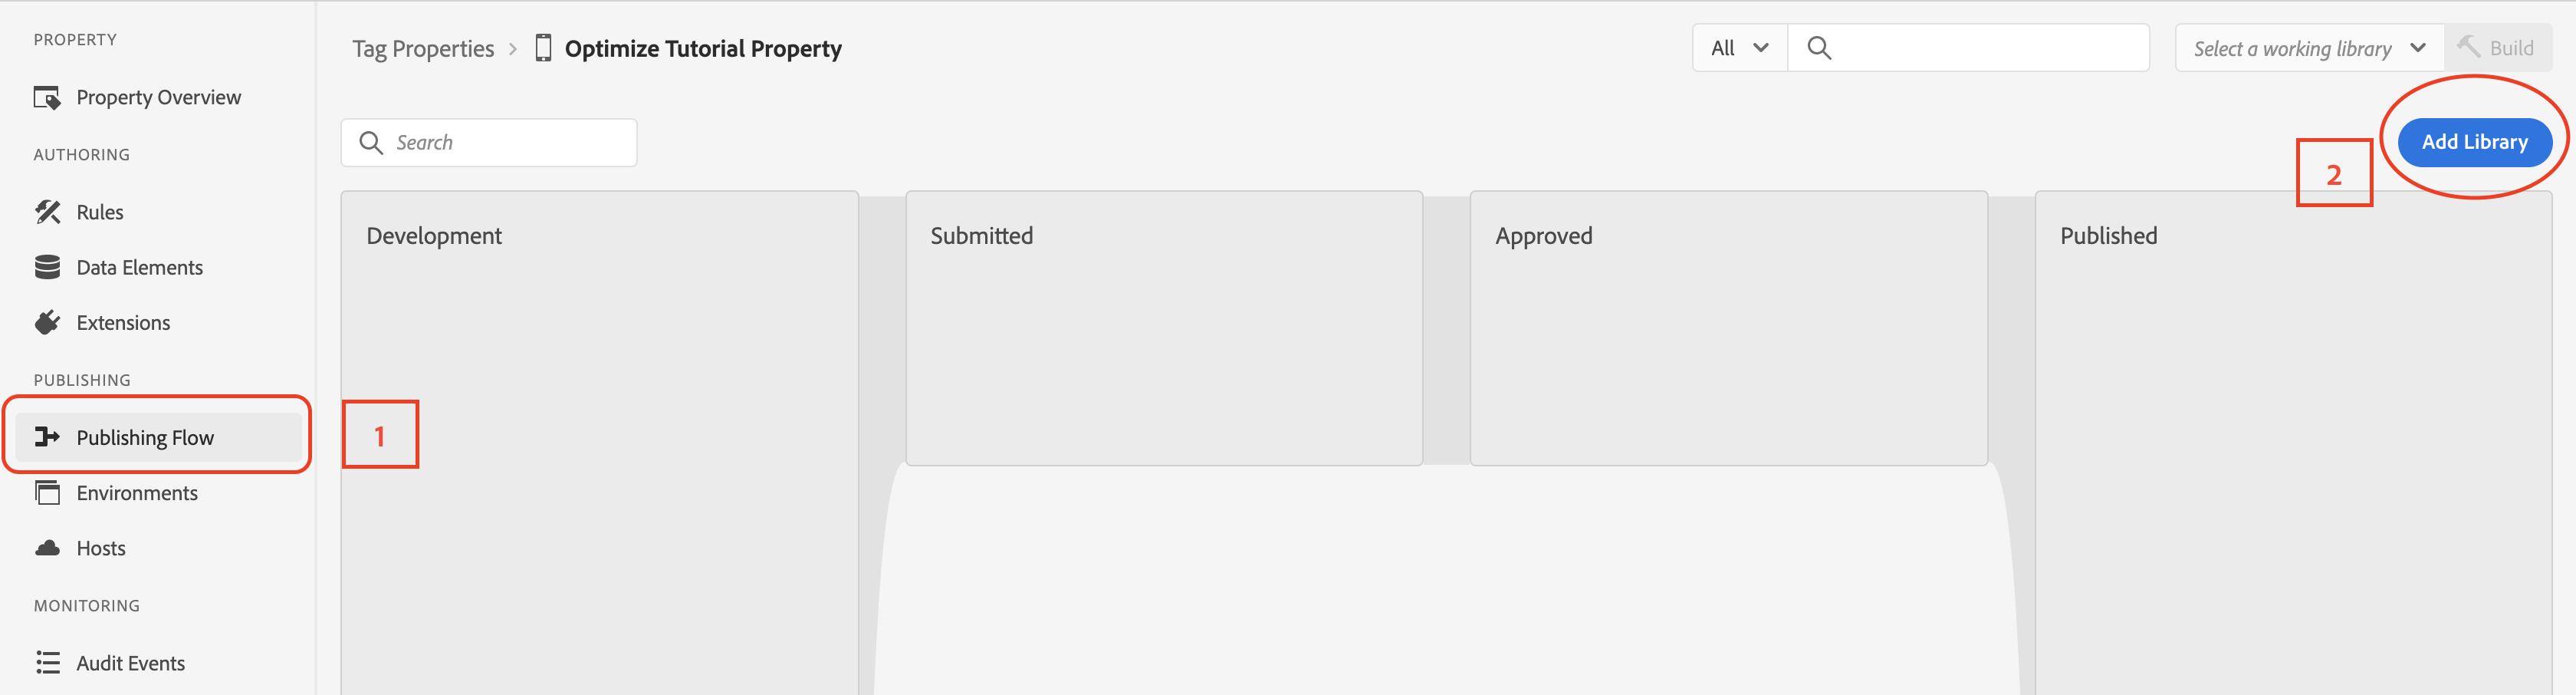 PROPERTY
Property Overview
AUTHORING
Rules
Data Elements
Extensions
PUBLISHING
Publishing Flow
Environments
Hosts
MONITORING
Audit Events
Tag Properties > Optimize Tutorial Property
All
Select a working library
Build
Search
Add Library
2
Development
Submitted
Approved
Published
1